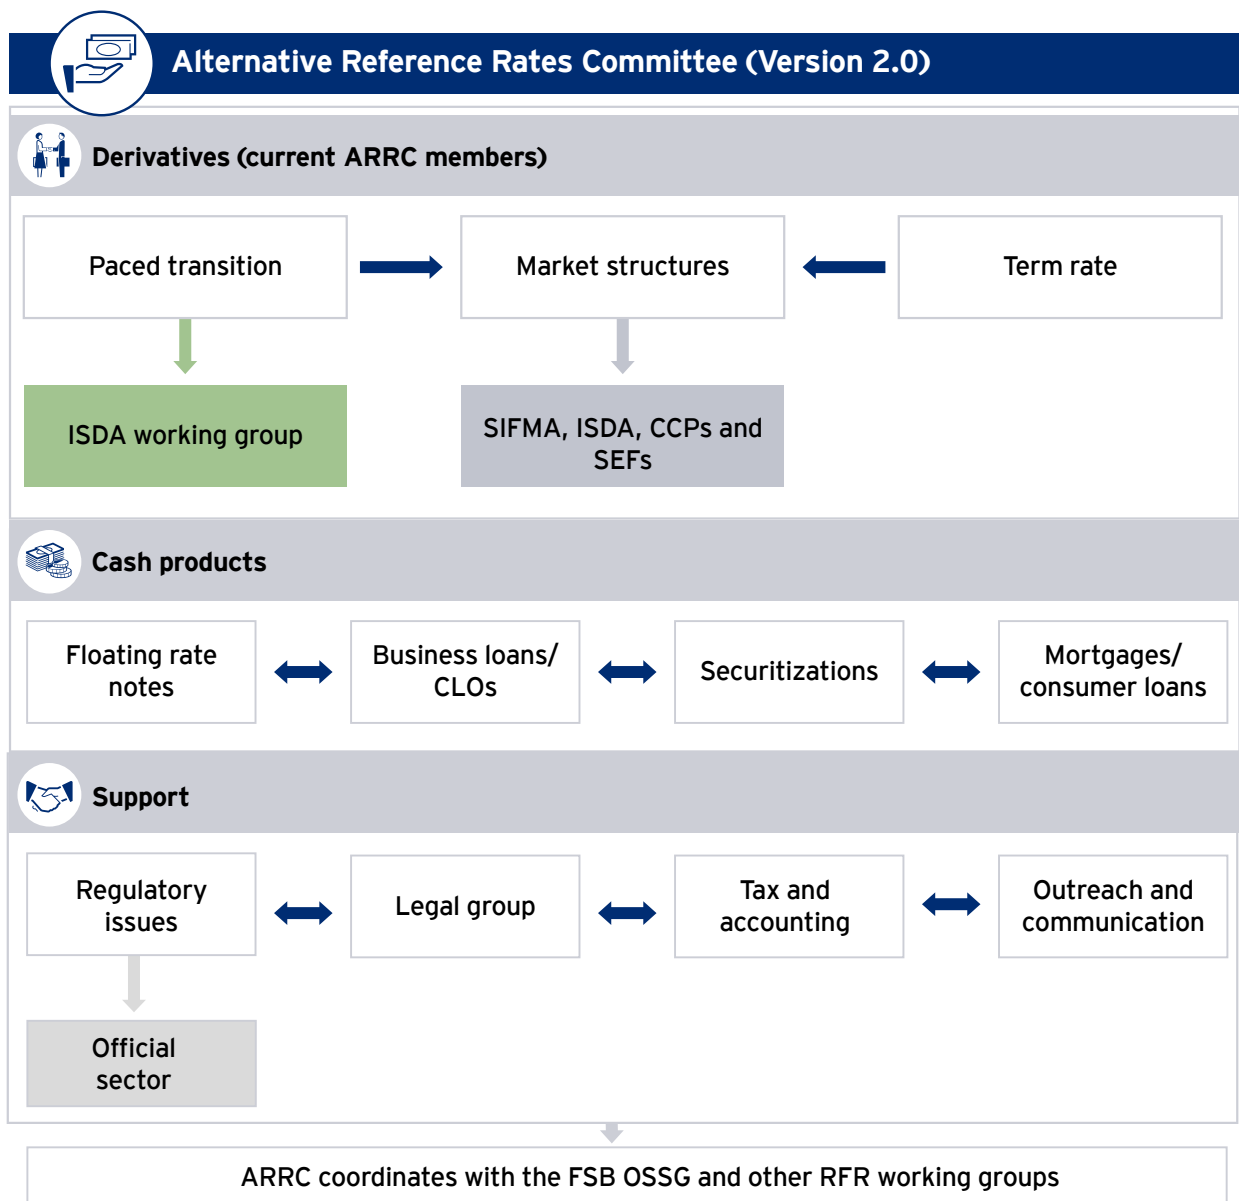 Alternative Reference Rates Committee (Version 2.0)
Derivatives (current ARRC members)
Paced transition
Market structures
Term rate
ISDA working group
SIFMA, ISDA, CCPs and
SEFs
Cash products
Floating rate
notes
Business loans/
CLOs
Securitizations
Mortgages/
consumer loans
Support
Regulatory
issues
Legal group
Tax and
accounting
Outreach and
communication
Official
sector
ARRC coordinates with the FSB OSSG and other RFR working groups